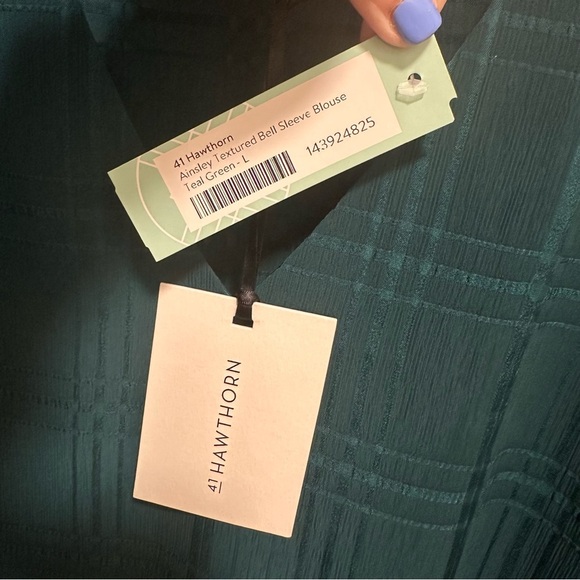 41 Hawthorn
Ainsley Textured Bell Sleeve Blouse
Teal Green - L
143924825
41 HAWTHORN